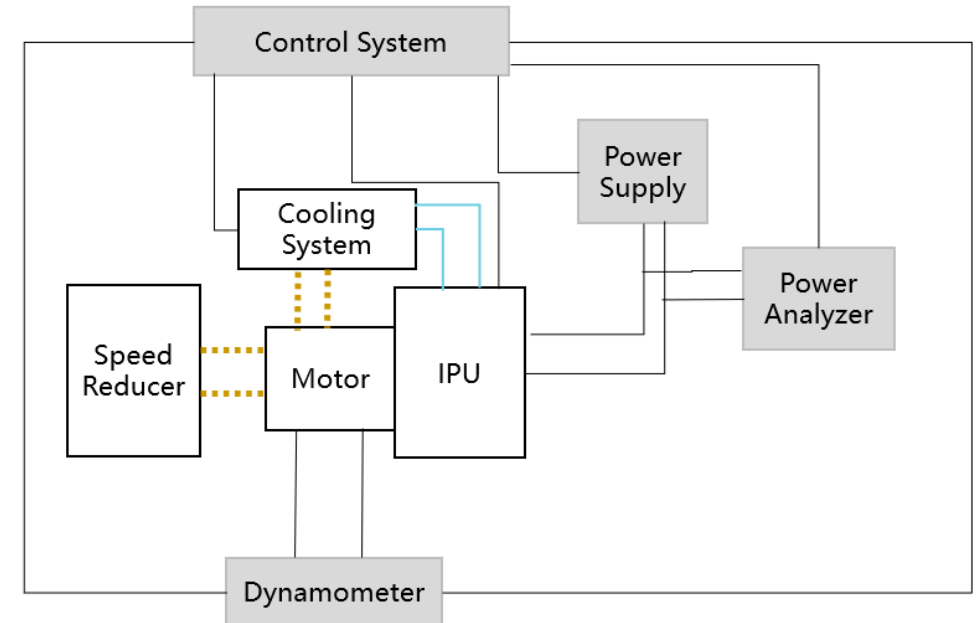 Control System
Power
Supply
Cooling
System
Power
Analyzer
Speed
Reducer
Motor
IPU
Dynamometer